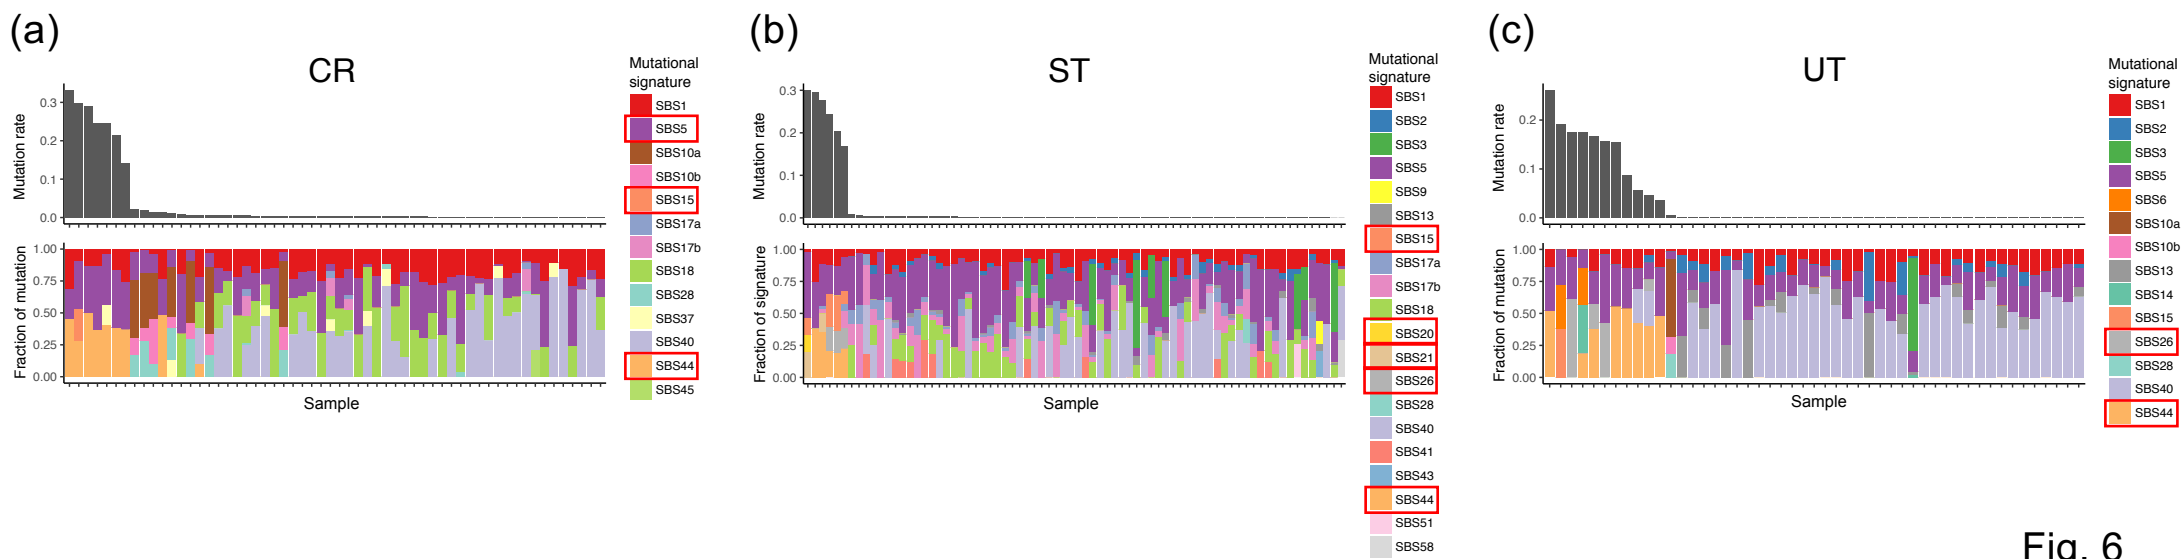 (a)
CR
Mutation rate
0.3
0.2
0.1
0.0
Fraction of mutation
1.00
0.75
0.50
0.25
0.00
Sample
Mutational
signature
SBS1
SBS5
SBS10a
SBS10b
SBS15
SBS17a
SBS17b
SBS18
SBS28
SBS37
SBS40
SBS44
SBS45
(b)
ST
Mutation rate
0.3
0.2
0.1
0.0
Fraction of signature
1.00
0.75
0.50
0.25
0.00
Sample
Mutational
signature
SBS1
SBS2
SBS3
SBS5
SBS9
SBS13
SBS15
SBS17a
SBS17b
SBS18
SBS20
SBS21
SBS26
SBS28
SBS40
SBS41
SBS43
SBS44
SBS51
SBS58
(c)
UT
Mutation rate
0.2
0.1
0.0
Fraction of mutation
1.00
0.75
0.50
0.25
0.00
Sample
Mutational
signature
SBS1
SBS2
SBS3
SBS5
SBS6
SBS10a
SBS10b
SBS13
SBS14
SBS15
SBS26
SBS28
SBS40
SBS44
Fig. 6